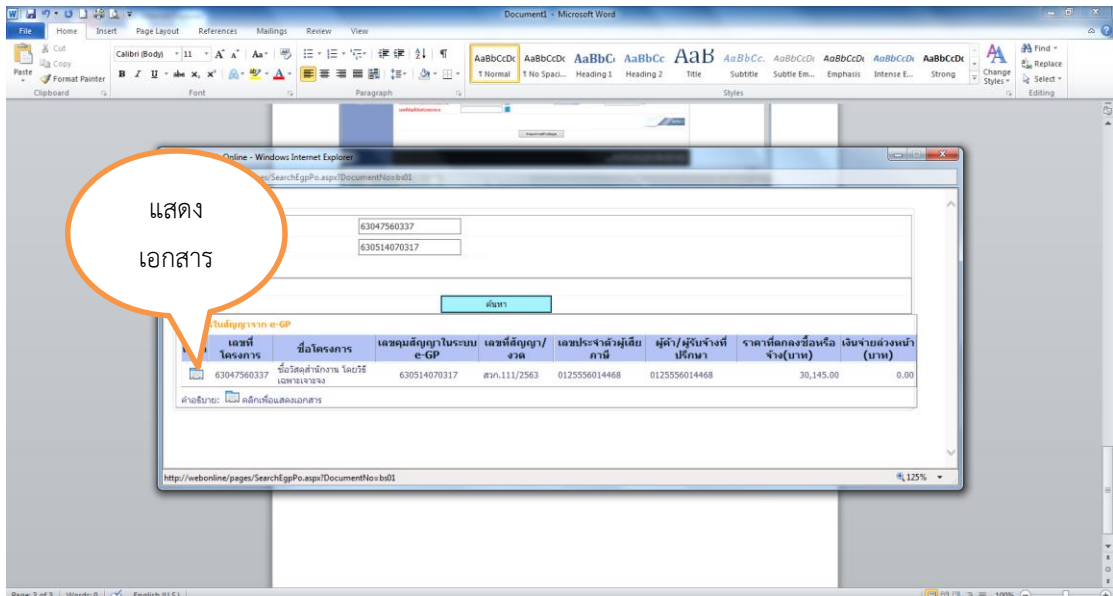 Document1 - Microsoft Word
File Home Insert Page Layout References Mailings Review View
Cut
Copy
Paste
Format Painter
Clipboard
Calibri (Body) 11
Font
Paragraph
AaBbCcDc AaBbCcDc AaBbC AaBbCc AaB AaBbCc. AaBbCcDc AaBbCcDc AaBbCcDc AaBbCcDc
¶ Normal ¶ No Spaci... Heading 1 Heading 2 Title Subtitle Subtle Em... Emphasis Intense E... Strong
Change Styles
Styles
Find
Replace
Select
Editing
Online - Windows Internet Explorer
es/SearchEgpPo.aspx?DocumentNo=bs01
แสดง
เอกสาร
63047560337
630514070317
ค้นหา
ในสัญญาจาก e-GP
เลขที่โครงการ ชื่อโครงการ เลขคุมสัญญาในระบบ e-GP เลขที่สัญญา/งวด เลขประจำตัวผู้เสียภาษี ผู้ค้า/ผู้รับจ้างที่ปรึกษา ราคาที่ตกลงซื้อหรือจ้าง(บาท) เงินจ่ายล่วงหน้า (บาท)
63047560337 ซื้อวัสดุสำนักงาน โดยวิธีเฉพาะเจาะจง 630514070317 สวก.111/2563 0125556014468 0125556014468 30,145.00 0.00
คำอธิบาย: คลิกเพื่อแสดงเอกสาร
http://webonline/pages/SearchEgpPo.aspx?DocumentNo=bs01
125%
Page: 3 of 3 Words: 0 English (U.S.) 100%